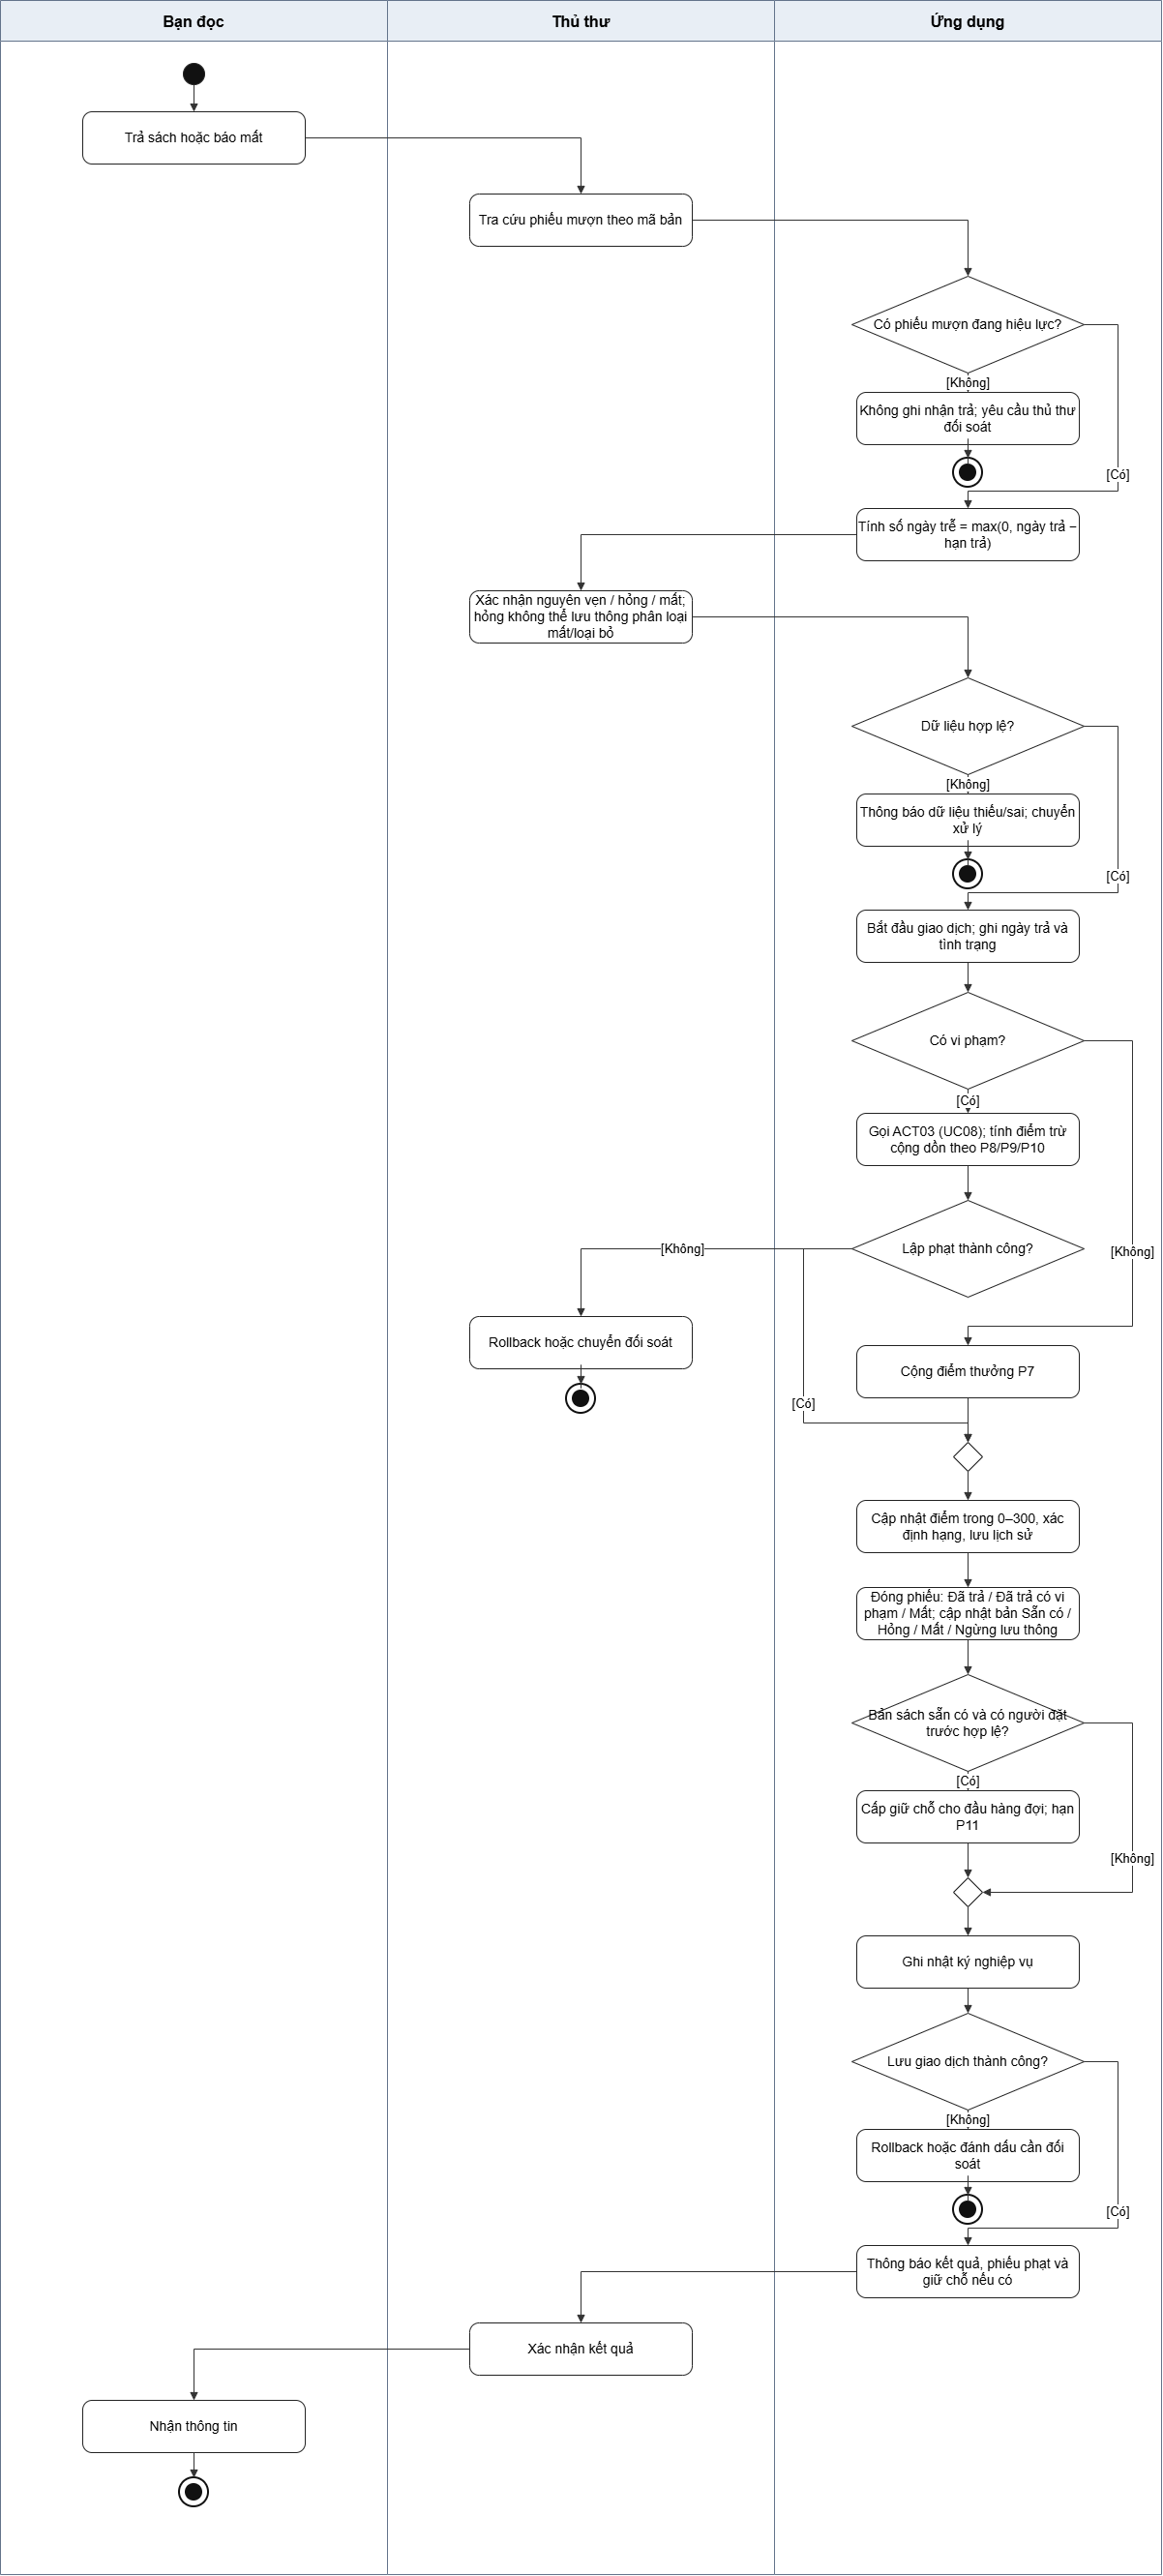 Bạn đọc
Thủ thư
Ứng dụng
Trả sách hoặc báo mất
Tra cứu phiếu mượn theo mã bản
Có phiếu mượn đang hiệu lực?
[Không]
Không ghi nhận trả; yêu cầu thủ thư
đối soát
[Có]
Tính số ngày trễ = max(0, ngày trả −
hạn trả)
Xác nhận nguyên vẹn / hỏng / mất;
hỏng không thể lưu thông phân loại
mất/loại bỏ
Dữ liệu hợp lệ?
[Không]
Thông báo dữ liệu thiếu/sai; chuyển
xử lý
[Có]
Bắt đầu giao dịch; ghi ngày trả và
tình trạng
Có vi phạm?
[Có]
Gọi ACT03 (UC08); tính điểm trừ
cộng dồn theo P8/P9/P10
Lập phạt thành công?
[Không]
[Không]
Rollback hoặc chuyển đối soát
Cộng điểm thưởng P7
[Có]
Cập nhật điểm trong 0–300, xác
định hạng, lưu lịch sử
Đóng phiếu: Đã trả / Đã trả có vi
phạm / Mất; cập nhật bản Sẵn có /
Hỏng / Mất / Ngừng lưu thông
Bản sách sẵn có và có người đặt
trước hợp lệ?
[Có]
Cấp giữ chỗ cho đầu hàng đợi; hạn
P11
[Không]
Ghi nhật ký nghiệp vụ
Lưu giao dịch thành công?
[Không]
Rollback hoặc đánh dấu cần đối
soát
[Có]
Thông báo kết quả, phiếu phạt và
giữ chỗ nếu có
Xác nhận kết quả
Nhận thông tin